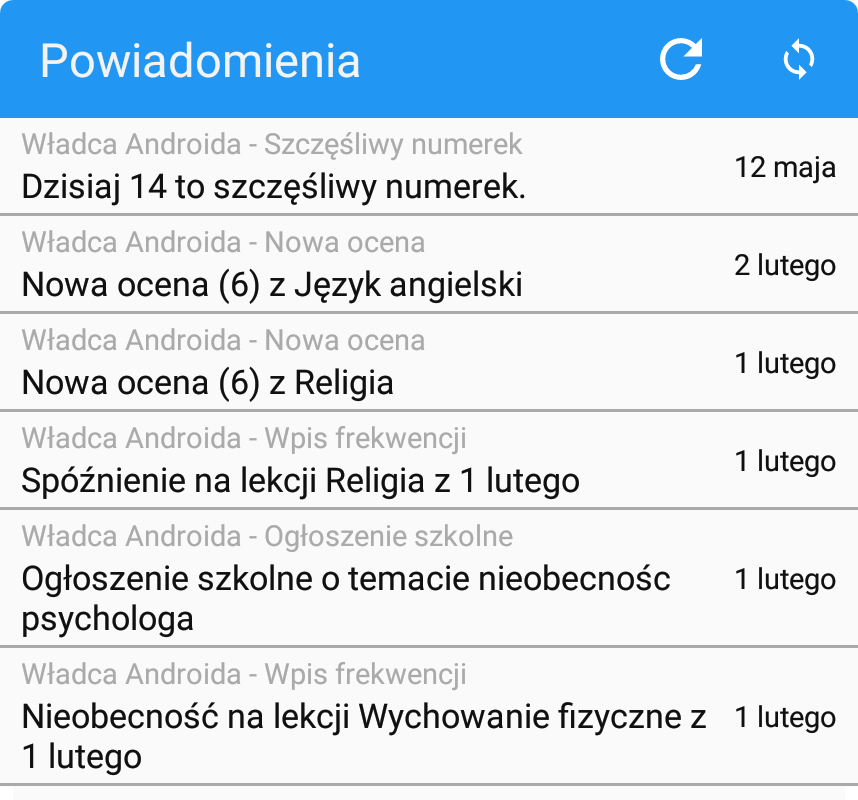 Powiadomienia
Władca Androida - Szczęśliwy numerek
Dzisiaj 14 to szczęśliwy numerek.
12 maja
Władca Androida - Nowa ocena
Nowa ocena (6) z Język angielski
2 lutego
Władca Androida - Nowa ocena
Nowa ocena (6) z Religia
1 lutego
Władca Androida - Wpis frekwencji
Spóźnienie na lekcji Religia z 1 lutego
1 lutego
Władca Androida - Ogłoszenie szkolne
Ogłoszenie szkolne o temacie nieobecnośc
psychologa
1 lutego
Władca Androida - Wpis frekwencji
Nieobecność na lekcji Wychowanie fizyczne z
1 lutego
1 lutego